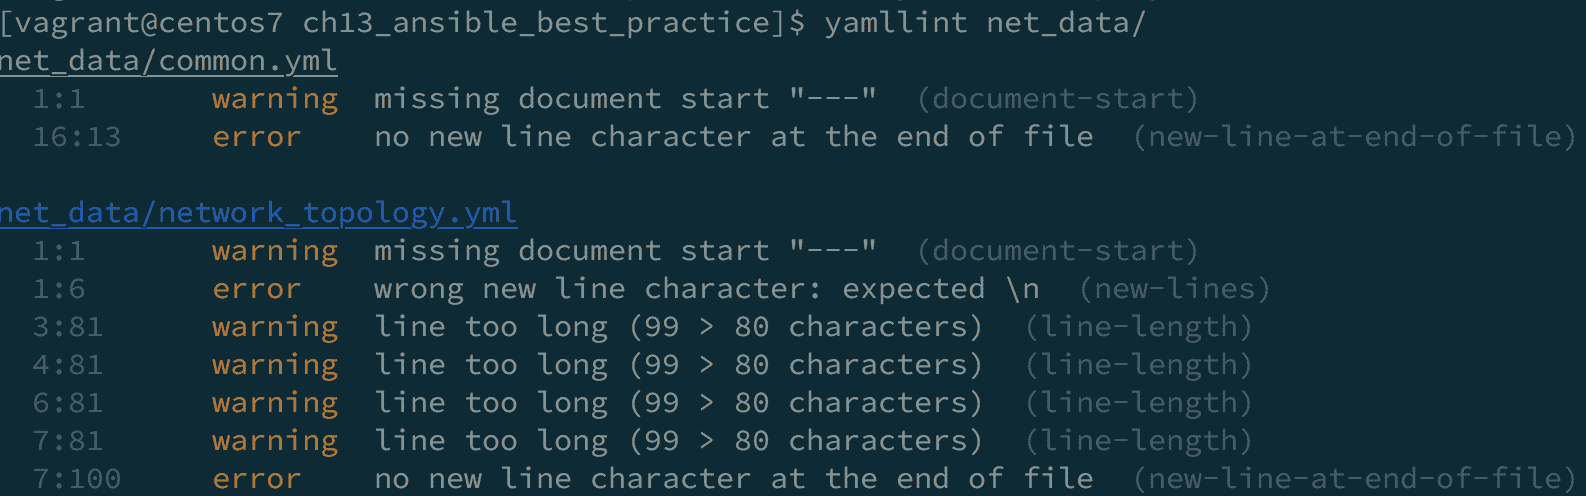 [vagrant@centos7 ch13_ansible_best_practice]$ yamllint net_data/
net_data/common.yml
1:1 warning missing document start "---" (document-start)
16:13 error no new line character at the end of file (new-line-at-end-of-file)
net_data/network_topology.yml
1:1 warning missing document start "---" (document-start)
1:6 error wrong new line character: expected \n (new-lines)
3:81 warning line too long (99 > 80 characters) (line-length)
4:81 warning line too long (99 > 80 characters) (line-length)
6:81 warning line too long (99 > 80 characters) (line-length)
7:81 warning line too long (99 > 80 characters) (line-length)
7:100 error no new line character at the end of file (new-line-at-end-of-file)